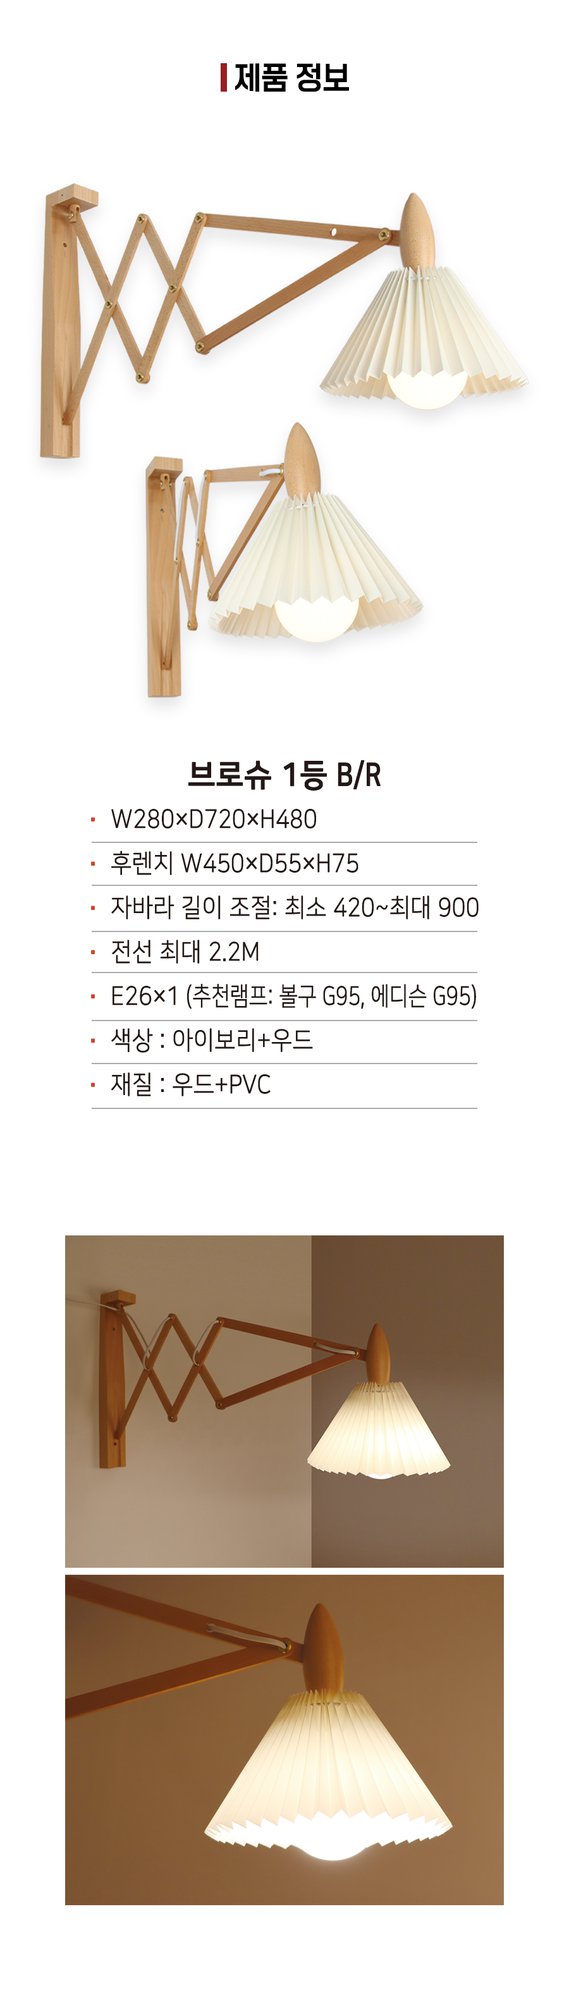 제품 정보
브로슈 1등 B/R
W280×D720×H480
후렌치 W450×D55×H75
자바라 길이 조절: 최소 420~최대 900
전선 최대 2.2M
E26×1 (추천램프: 볼구 G95, 에디슨 G95)
색상 : 아이보리+우드
재질 : 우드+PVC